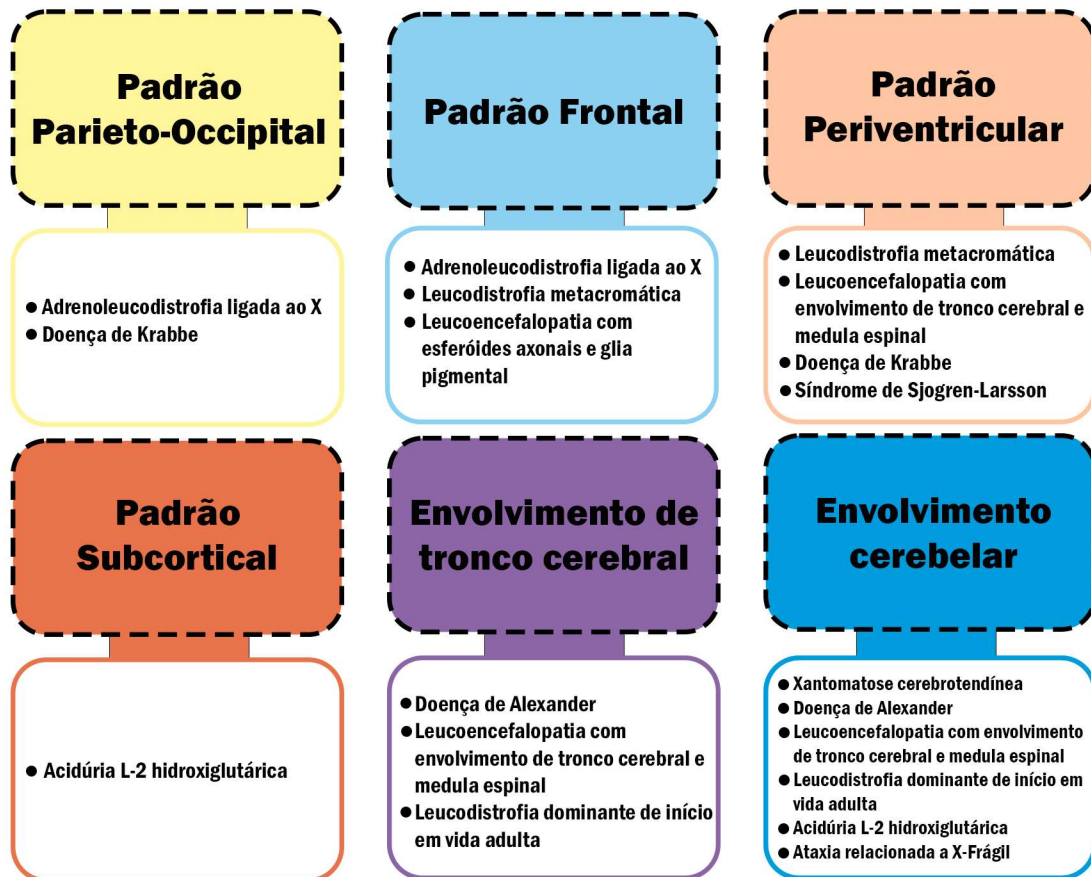 Padrão
Parieto-Occipital
● Adrenoleucodistrofia ligada ao X
● Doença de Krabbe
Padrão Frontal
● Adrenoleucodistrofia ligada ao X
● Leucodistrofia metacromática
● Leucoencefalopatia com
esferóides axonais e glia
pigmental
Padrão
Periventricular
● Leucodistrofia metacromática
● Leucoencefalopatia com
envolvimento de tronco cerebral e
medula espinal
● Doença de Krabbe
● Síndrome de Sjogren-Larsson
Padrão
Subcortical
● Acidúria L-2 hidroxiglutárica
Envolvimento de
tronco cerebral
● Doença de Alexander
● Leucoencefalopatia com
envolvimento de tronco cerebral e
medula espinal
● Leucodistrofia dominante de início
em vida adulta
Envolvimento
cerebelar
● Xantomatose cerebrotendínea
● Doença de Alexander
● Leucoencefalopatia com envolvimento
de tronco cerebral e medula espinal
● Leucodistrofia dominante de início em
vida adulta
● Acidúria L-2 hidroxiglutárica
● Ataxia relacionada a X-Frágil